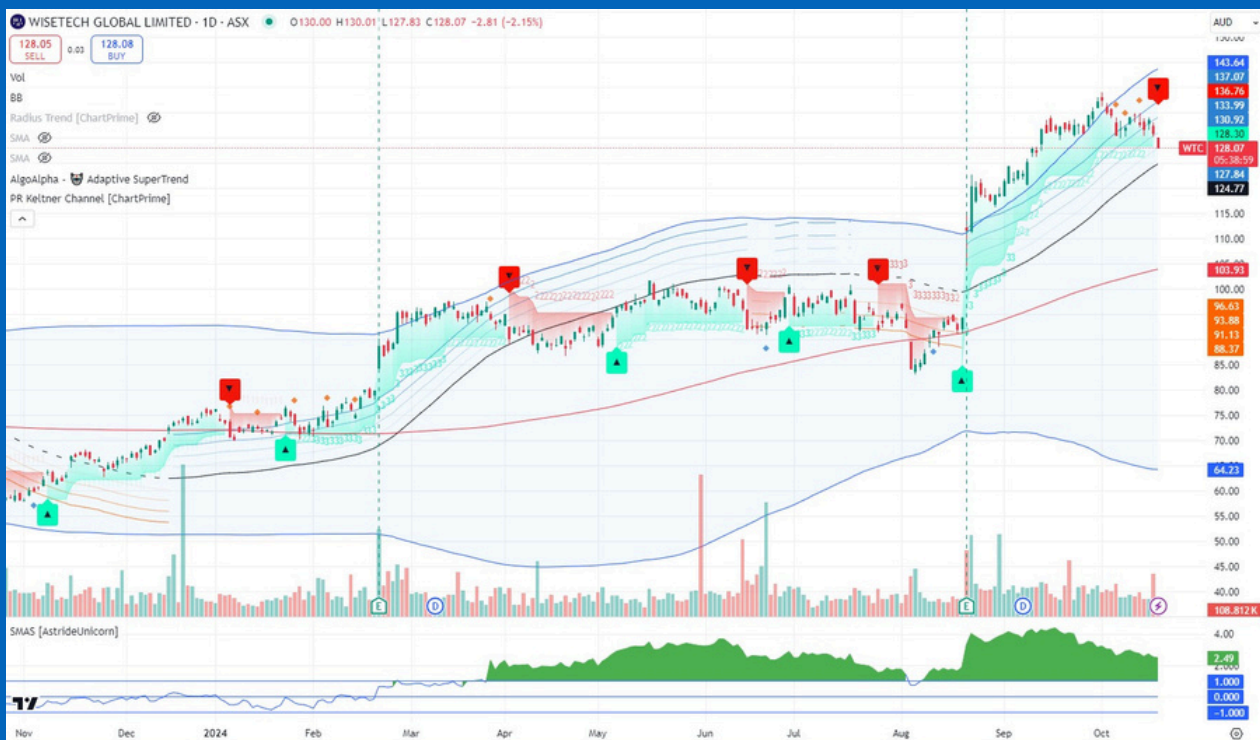 WISETECH GLOBAL LIMITED · 1D · ASX O130.00 H130.01 L127.83 C128.07 -2.81 (-2.15%)
AUD
128.05
SELL
0.03
128.08
BUY
Vol
BB
Radius Trend [ChartPrime]
SMA
SMA
AlgoAlpha - Adaptive SuperTrend
PR Keltner Channel [ChartPrime]
150.00
143.64
137.07
136.76
133.99
130.92
128.30
WTC 128.07
05:38:59
127.84
124.77
115.00
110.00
103.93
100.00
96.63
93.88
91.13
88.37
85.00
80.00
75.00
70.00
64.23
60.00
55.00
50.00
45.00
40.00
108.812K
E D E D
SMAS [AstrideUnicorn]
4.00
2.49
2.000
1.000
0.000
-1.000
Nov Dec 2024 Feb Mar Apr May Jun Jul Aug Sep Oct